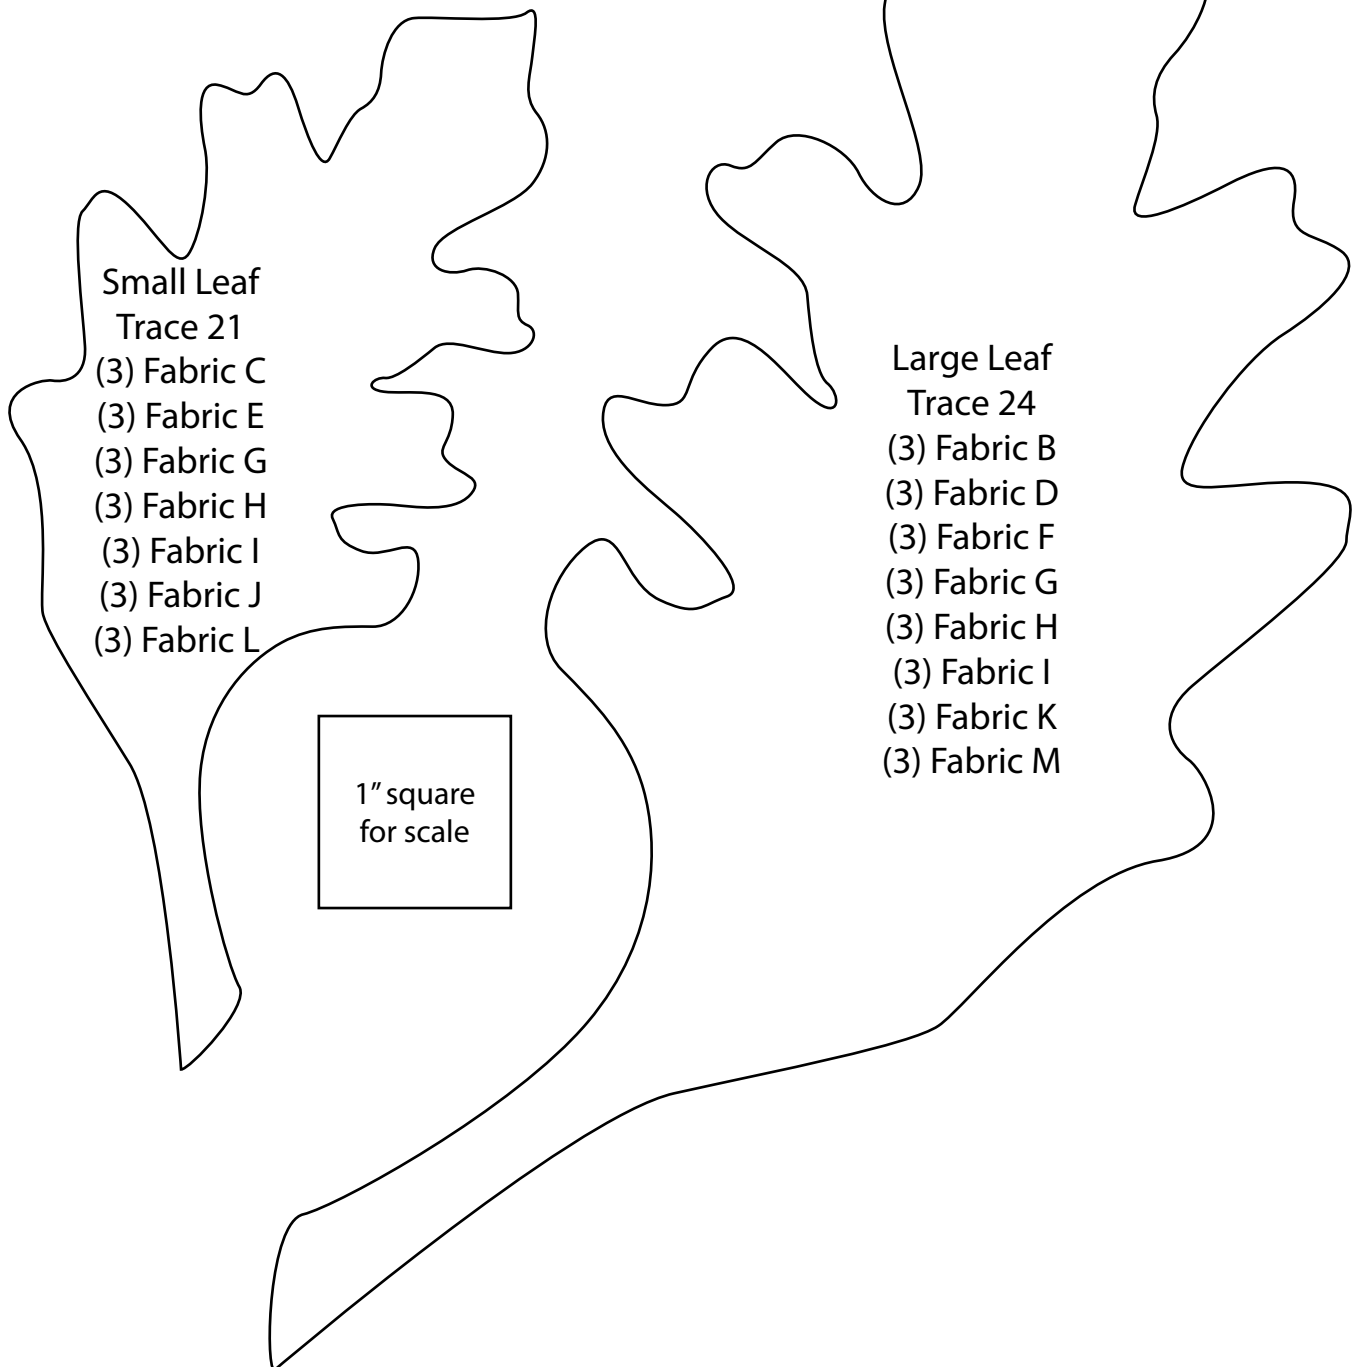 Small Leaf
Trace 21
(3) Fabric C
(3) Fabric E
(3) Fabric G
(3) Fabric H
(3) Fabric I
(3) Fabric J
(3) Fabric L
1” square
for scale
Large Leaf
Trace 24
(3) Fabric B
(3) Fabric D
(3) Fabric F
(3) Fabric G
(3) Fabric H
(3) Fabric I
(3) Fabric K
(3) Fabric M